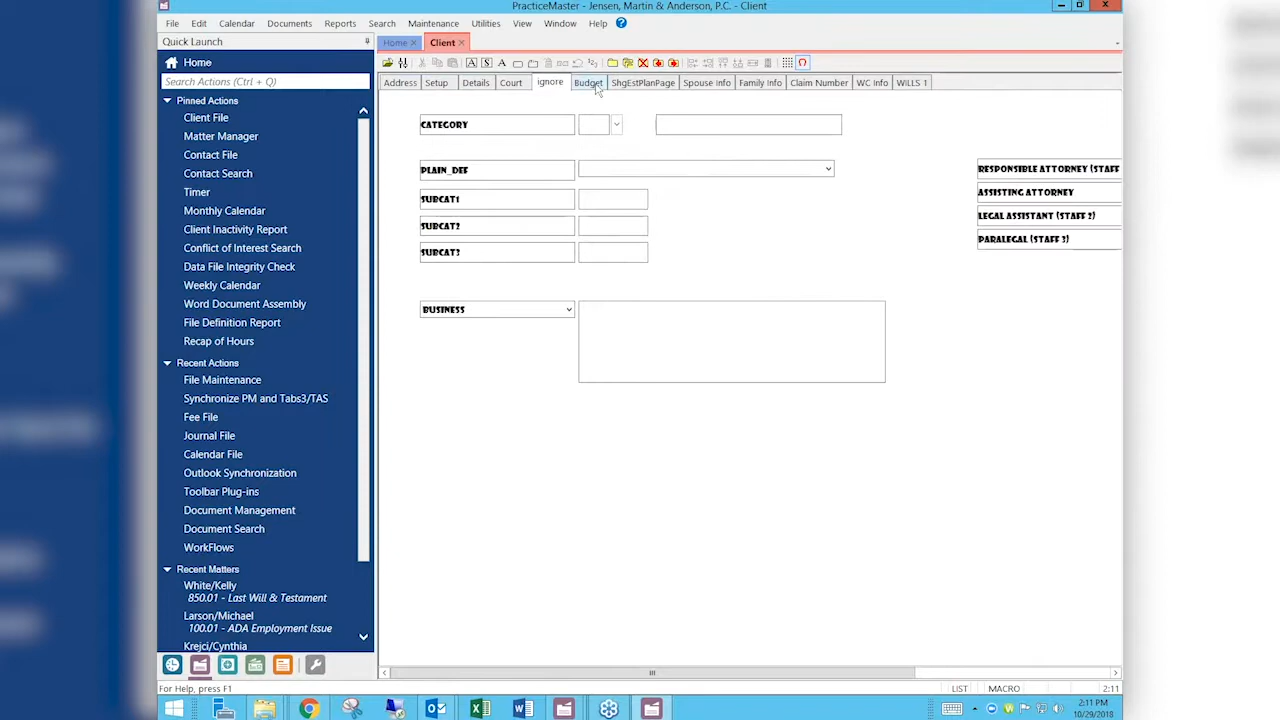 PracticeMaster - Jensen, Martin & Anderson, P.C. - Client
File Edit Calendar Documents Reports Search Maintenance Utilities View Window Help
Quick Launch
Home Client
Home
Search Actions (Ctrl + Q)
Address Setup Details Court ignore Budget ShgEstPlanPage Spouse Info Family Info Claim Number WC Info WILLS 1
Pinned Actions
Client File
Matter Manager
Contact File
Contact Search
Timer
Monthly Calendar
Client Inactivity Report
Conflict of Interest Search
Data File Integrity Check
Weekly Calendar
Word Document Assembly
File Definition Report
Recap of Hours
Recent Actions
File Maintenance
Synchronize PM and Tabs3/TAS
Fee File
Journal File
Calendar File
Outlook Synchronization
Toolbar Plug-ins
Document Management
Document Search
WorkFlows
Recent Matters
White/Kelly
850.01 - Last Will & Testament
Larson/Michael
100.01 - ADA Employment Issue
Krejci/Cynthia
CATEGORY
PLAIN_DEF
SUBCAT1
SUBCAT2
SUBCAT3
BUSINESS
RESPONSIBLE ATTORNEY (STAFF
ASSISTING ATTORNEY
LEGAL ASSISTANT (STAFF 2)
PARALEGAL (STAFF 3)
For Help, press F1
LIST MACRO 2:11
2:11 PM
10/29/2018